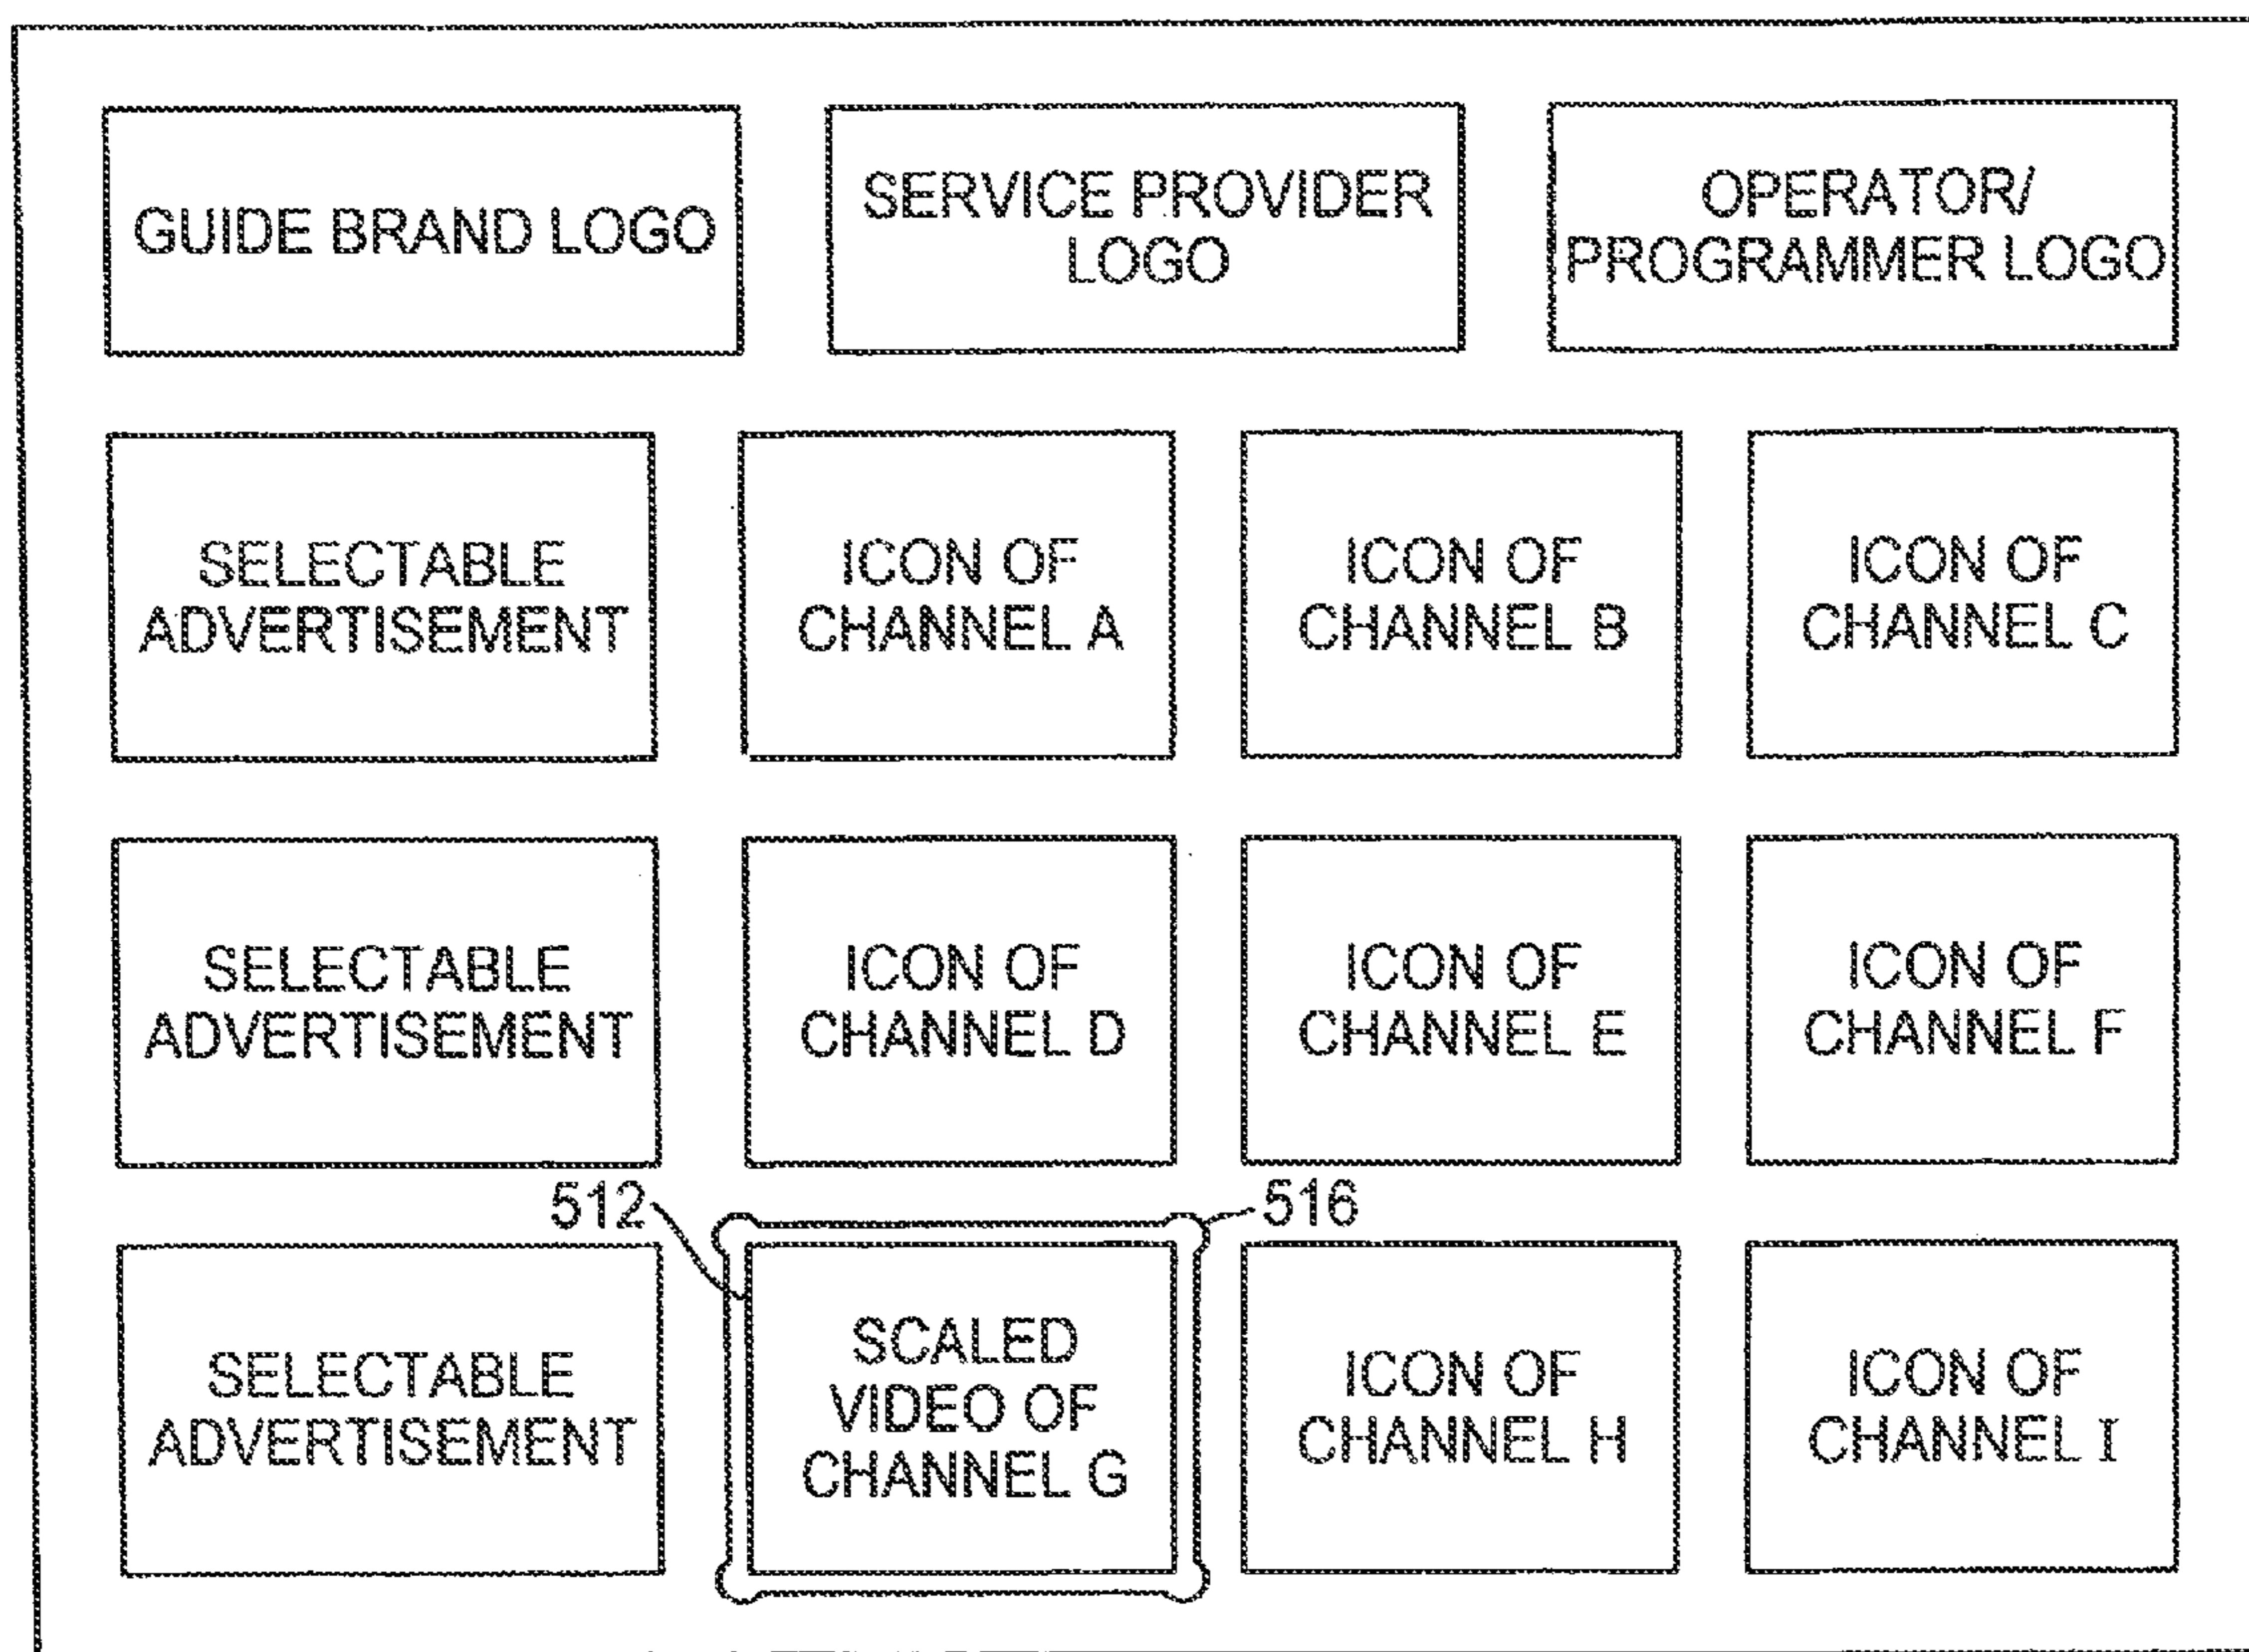 GUIDE BRAND LOGO
SERVICE PROVIDER
LOGO
OPERATOR/
PROGRAMMER LOGO
SELECTABLE
ADVERTISEMENT
ICON OF
CHANNEL A
ICON OF
CHANNEL B
ICON OF
CHANNEL C
SELECTABLE
ADVERTISEMENT
ICON OF
CHANNEL D
ICON OF
CHANNEL E
ICON OF
CHANNEL F
512
516
SELECTABLE
ADVERTISEMENT
SCALED
VIDEO OF
CHANNEL G
ICON OF
CHANNEL H
ICON OF
CHANNEL I